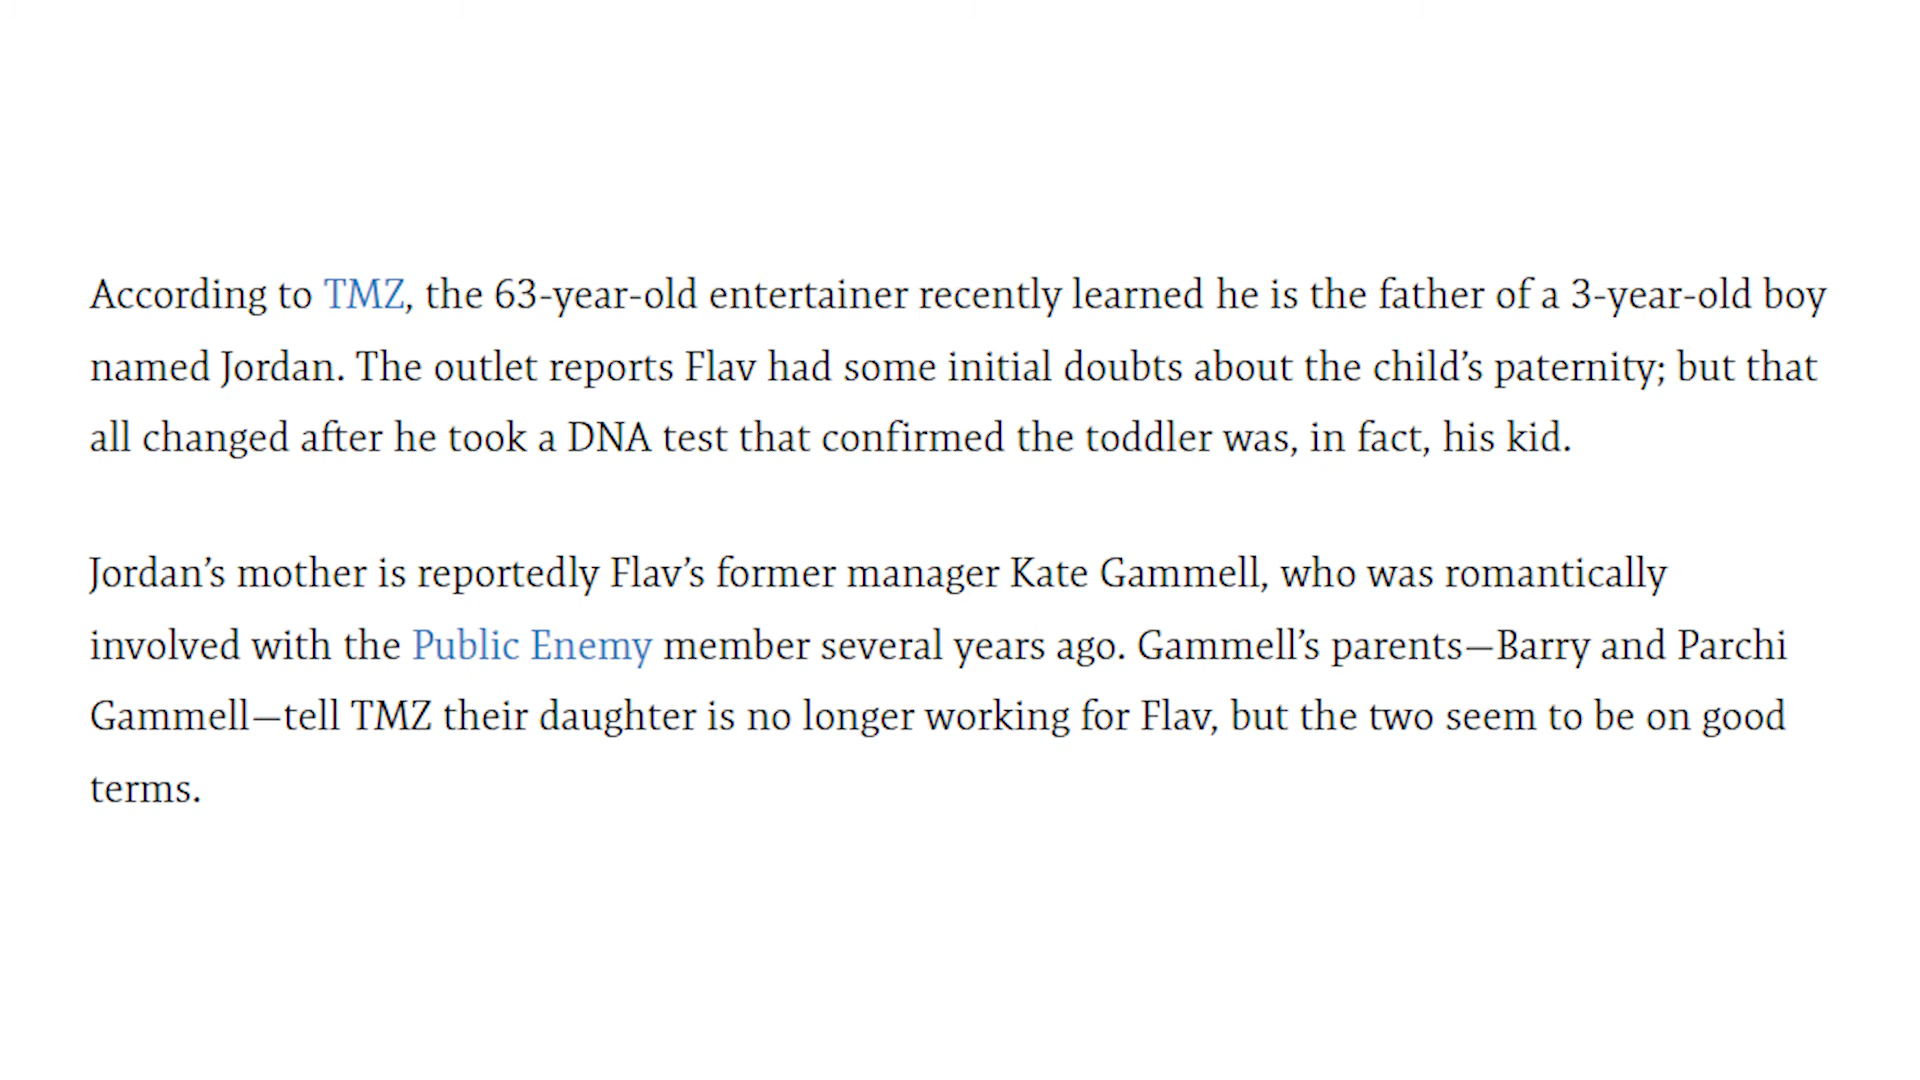 According to TMZ, the 63-year-old entertainer recently learned he is the father of a 3-year-old boy
named Jordan. The outlet reports Flav had some initial doubts about the child’s paternity; but that
all changed after he took a DNA test that confirmed the toddler was, in fact, his kid.
Jordan’s mother is reportedly Flav’s former manager Kate Gammell, who was romantically
involved with the Public Enemy member several years ago. Gammell’s parents—Barry and Parchi
Gammell—tell TMZ their daughter is no longer working for Flav, but the two seem to be on good
terms.